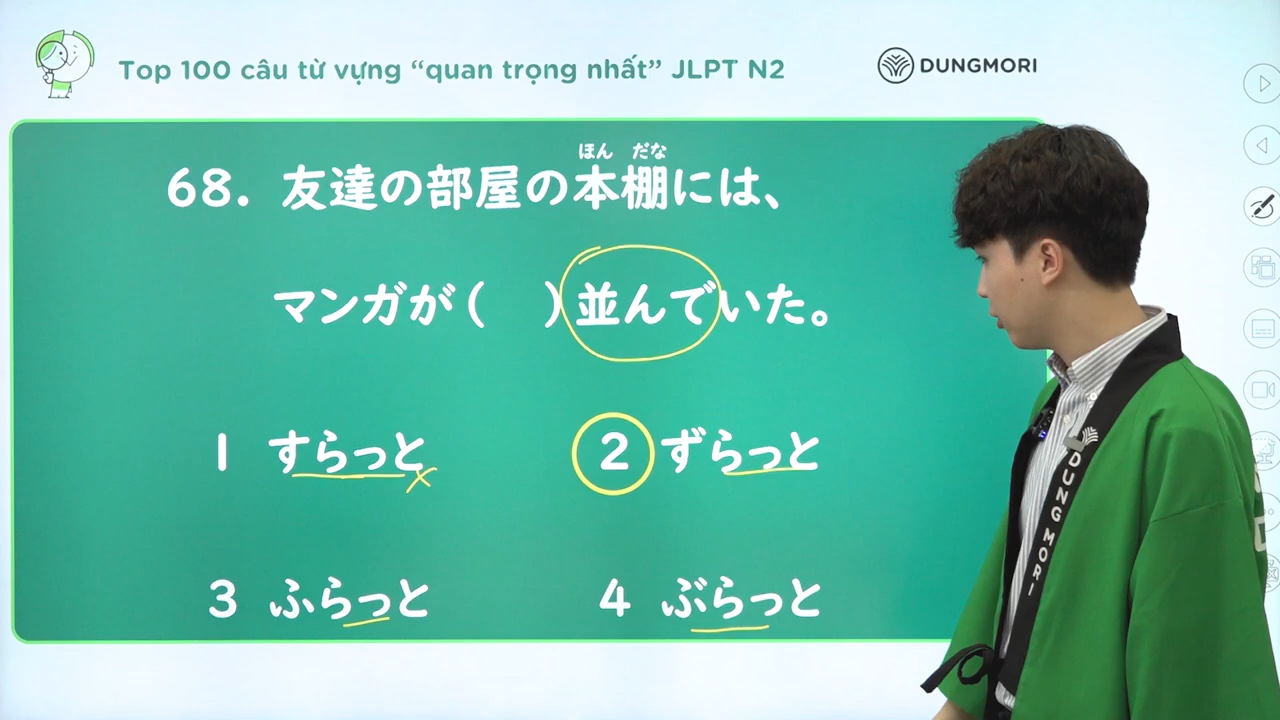 Top 100 câu từ vựng “quan trọng nhất” JLPT N2
DUNGMORI
ほん だな
68. 友達の部屋の本棚には、
マンガが( )並んでいた。
1 すらっと
2 ずらっと
3 ふらっと
4 ぶらっと
DUNG MORI